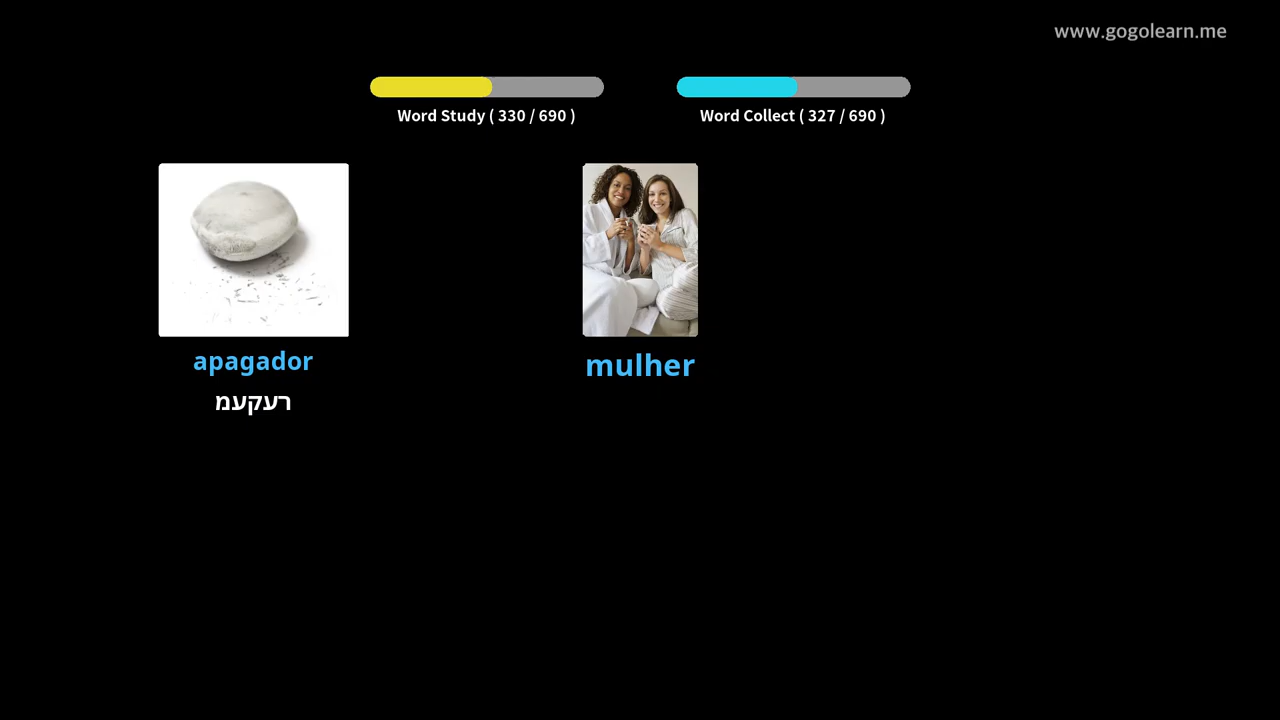 www.gogolearn.me
Word Study ( 330 / 690 )
Word Collect ( 327 / 690 )
apagador
רעקעמ
mulher